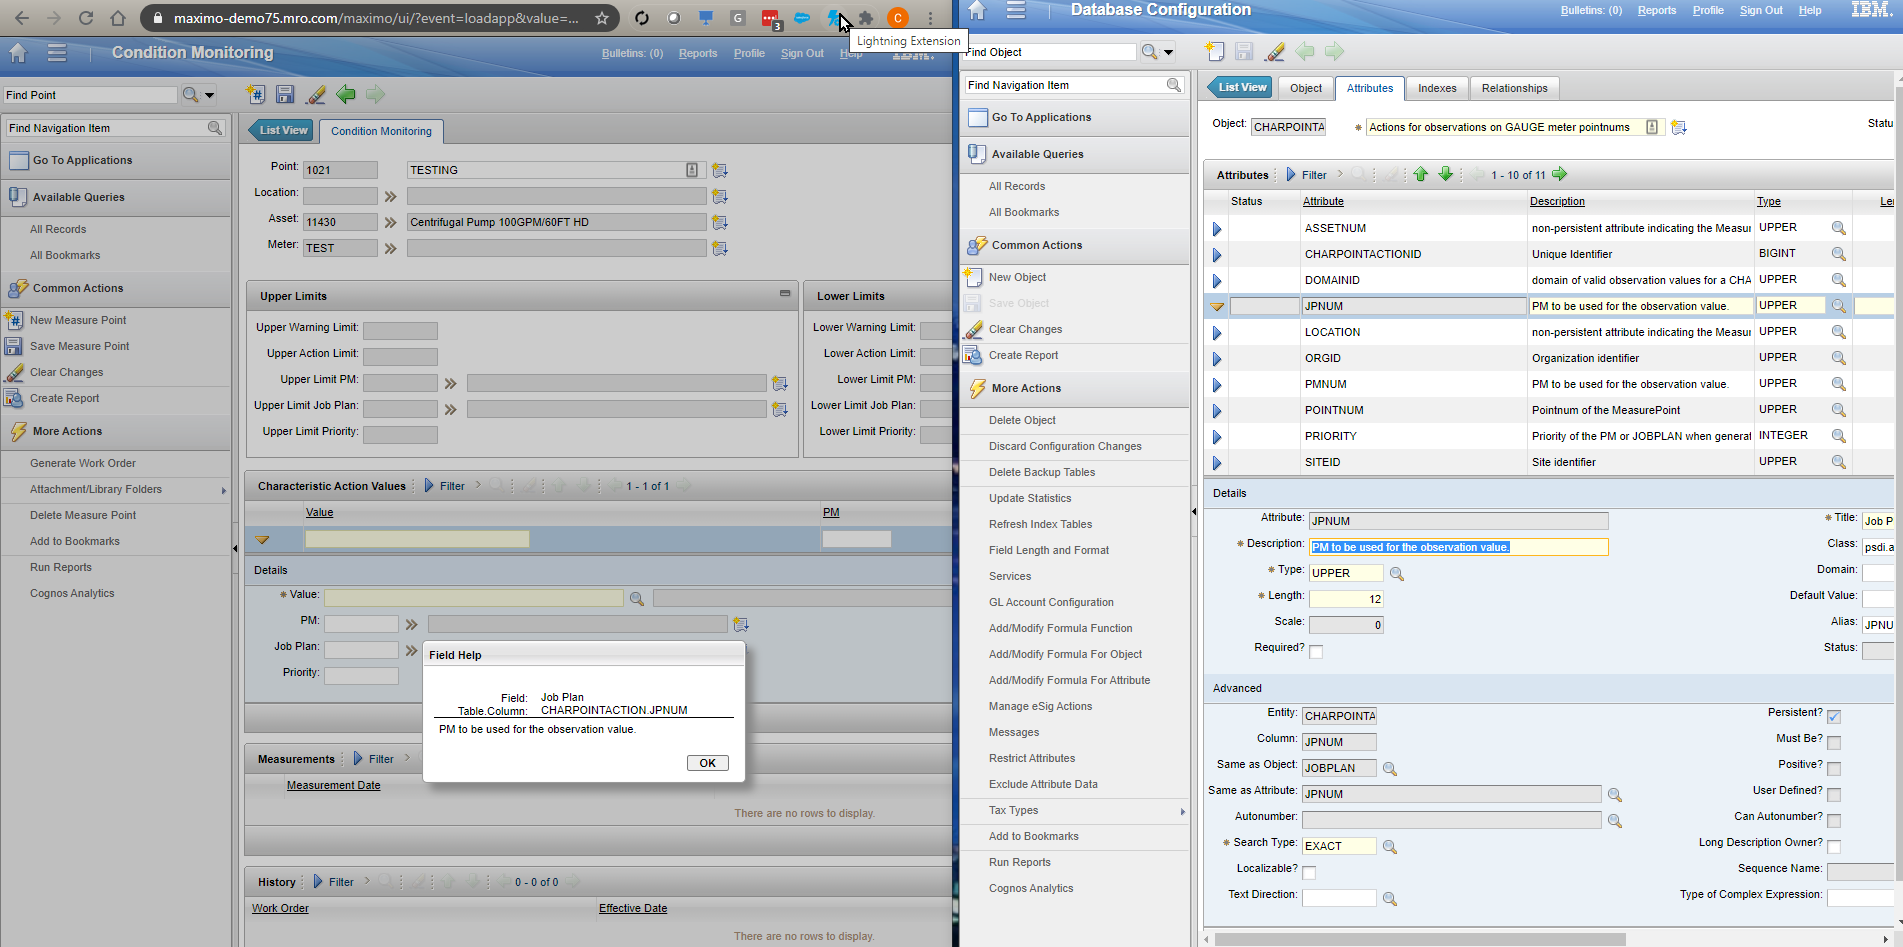 maximo-demo75.mro.com/maximo/ui/?event=loadapp&value=...
G
3
C
Lightning Extension
Condition Monitoring
Bulletins: (0)
Reports
Profile
Sign Out
Help
IBM.
Find Point
Find Navigation Item
Go To Applications
Available Queries
All Records
All Bookmarks
Common Actions
New Measure Point
Save Measure Point
Clear Changes
Create Report
More Actions
Generate Work Order
Attachment/Library Folders
Delete Measure Point
Add to Bookmarks
Run Reports
Cognos Analytics
List View
Condition Monitoring
Point: 1021 TESTING
Location:
Asset: 11430 Centrifugal Pump 100GPM/60FT HD
Meter: TEST
Upper Limits
Upper Warning Limit:
Upper Action Limit:
Upper Limit PM:
Upper Limit Job Plan:
Upper Limit Priority:
Lower Limits
Lower Warning Limit:
Lower Action Limit:
Lower Limit PM:
Lower Limit Job Plan:
Lower Limit Priority:
Characteristic Action Values Filter 1 - 1 of 1
Value PM
Details
Value:
PM:
Job Plan:
Priority:
Field Help
Field: Job Plan
Table.Column: CHARPOINTACTION.JPNUM
PM to be used for the observation value.
OK
Measurements Filter
Measurement Date
There are no rows to display.
History Filter 0 - 0 of 0
Work Order Effective Date
There are no rows to display.
Database Configuration
Bulletins: (0)
Reports
Profile
Sign Out
Help
IBM.
Find Object
Find Navigation Item
Go To Applications
Available Queries
All Records
All Bookmarks
Common Actions
New Object
Save Object
Clear Changes
Create Report
More Actions
Delete Object
Discard Configuration Changes
Delete Backup Tables
Update Statistics
Refresh Index Tables
Field Length and Format
Services
GL Account Configuration
Add/Modify Formula Function
Add/Modify Formula For Object
Add/Modify Formula For Attribute
Manage eSig Actions
Messages
Restrict Attributes
Exclude Attribute Data
Tax Types
Add to Bookmarks
Run Reports
Cognos Analytics
List View
Object
Attributes
Indexes
Relationships
Object: CHARPOINTA Actions for observations on GAUGE meter pointnums Statu
Attributes Filter 1 - 10 of 11
Status Attribute Description Type Le
ASSETNUM non-persistent attribute indicating the Measur UPPER
CHARPOINTACTIONID Unique Identifier BIGINT
DOMAINID domain of valid observation values for a CHA UPPER
JPNUM PM to be used for the observation value. UPPER
LOCATION non-persistent attribute indicating the Measur UPPER
ORGID Organization identifier UPPER
PMNUM PM to be used for the observation value. UPPER
POINTNUM Pointnum of the MeasurePoint UPPER
PRIORITY Priority of the PM or JOBPLAN when generat INTEGER
SITEID Site identifier UPPER
Details
Attribute: JPNUM Title: Job P
Description: PM to be used for the observation value. Class: psdi.a
Type: UPPER Domain:
Length: 12 Default Value:
Scale: 0 Alias: JPNU
Required? Status:
Advanced
Entity: CHARPOINTA Persistent?
Column: JPNUM Must Be?
Same as Object: JOBPLAN Positive?
Same as Attribute: JPNUM User Defined?
Autonumber: Can Autonumber?
Search Type: EXACT Long Description Owner?
Localizable? Sequence Name:
Text Direction: Type of Complex Expression: